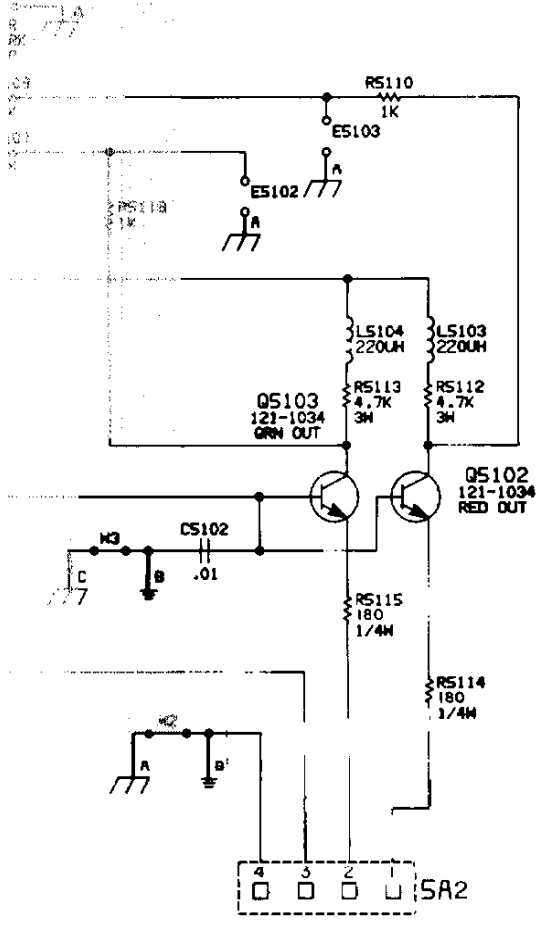 A
R5110
1K
E5103
A
E5102
R5118
1K
A
L5104
220UH
L5103
220UH
R5113
4.7K
3W
R5112
4.7K
3W
Q5103
121-1034
GRN OUT
Q5102
121-1034
RED OUT
W3
C5102
.01
C
B
R5115
180
1/4W
R5114
180
1/4W
W2
A
B
4
3
2
1
5A2